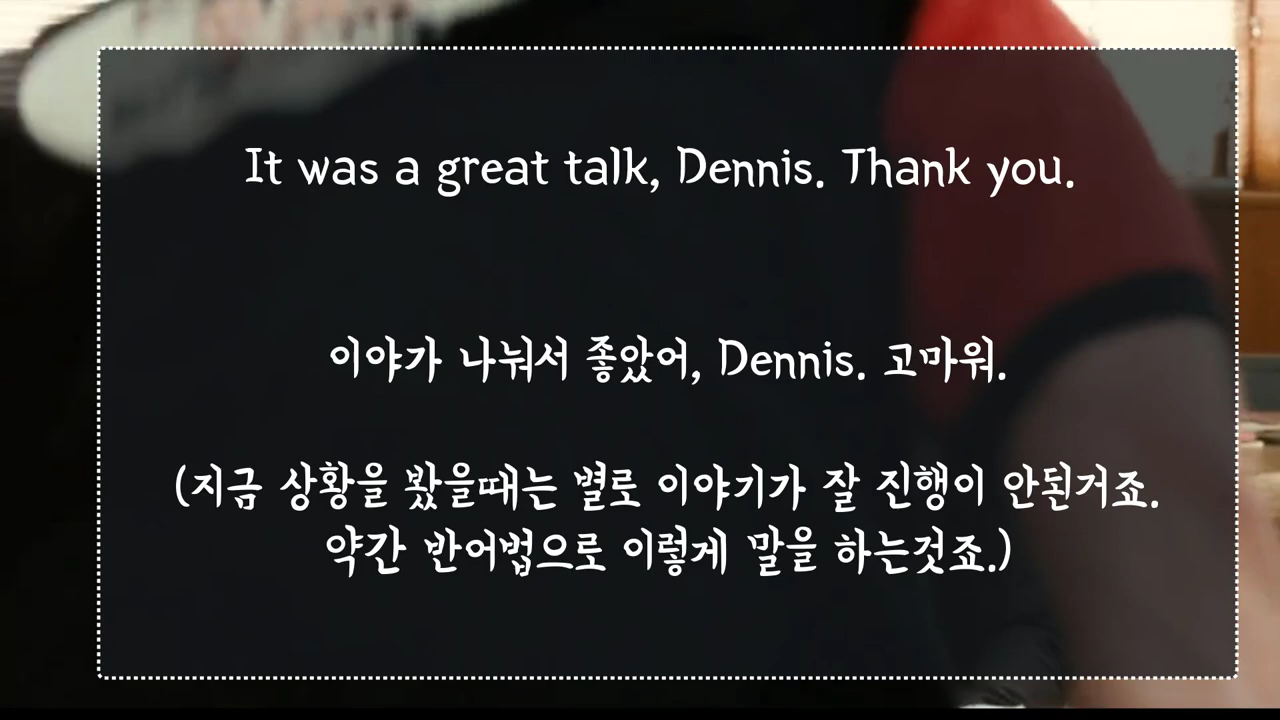 It was a great talk, Dennis. Thank you.
이야가 나눠서 좋았어, Dennis. 고마워.
(지금 상황을 봤을때는 별로 이야기가 잘 진행이 안된거죠.
약간 반어법으로 이렇게 말을 하는것죠.)